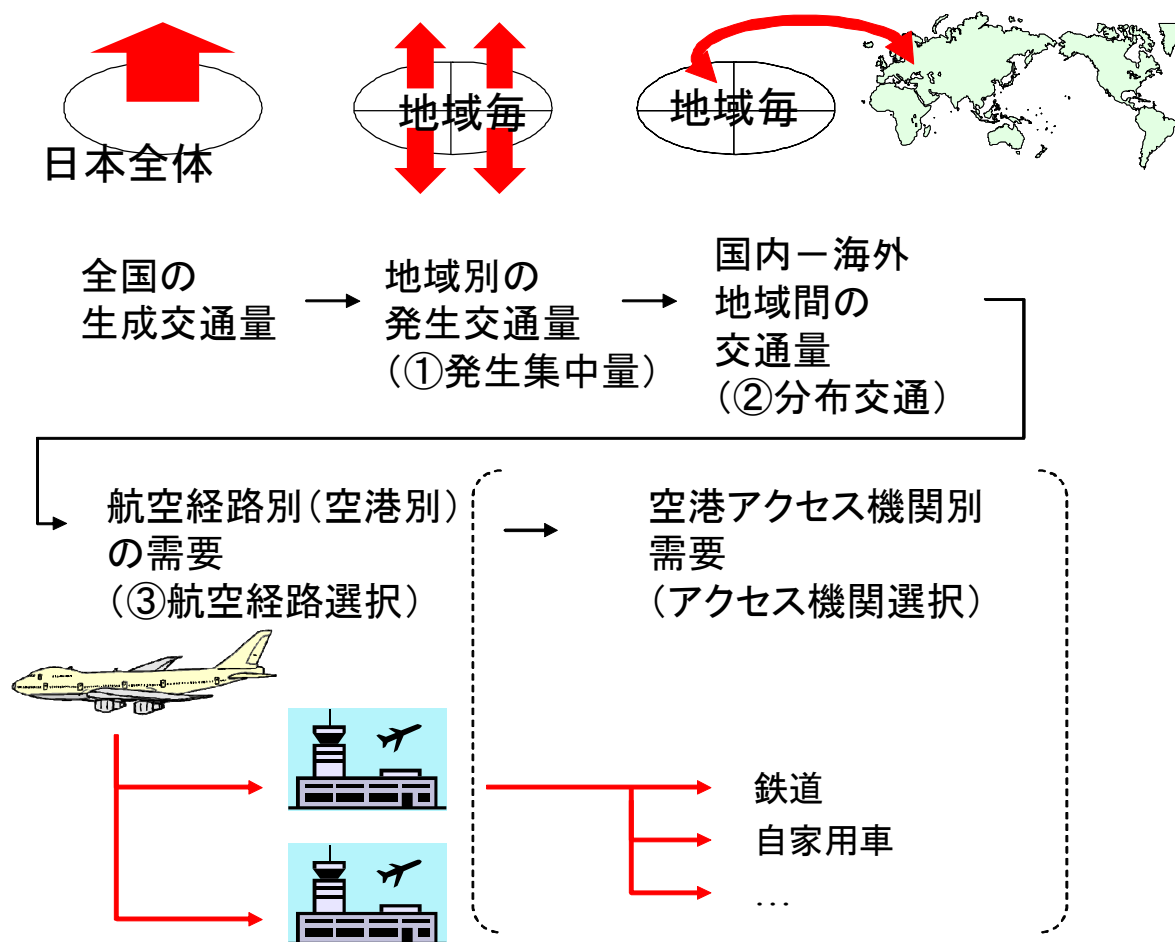 日本全体
地域毎
地域毎
全国の
生成交通量
地域別の
発生交通量
(①発生集中量)
国内－海外
地域間の
交通量
(②分布交通)
航空経路別(空港別)
の需要
(③航空経路選択)
空港アクセス機関別
需要
(アクセス機関選択)
鉄道
自家用車
…